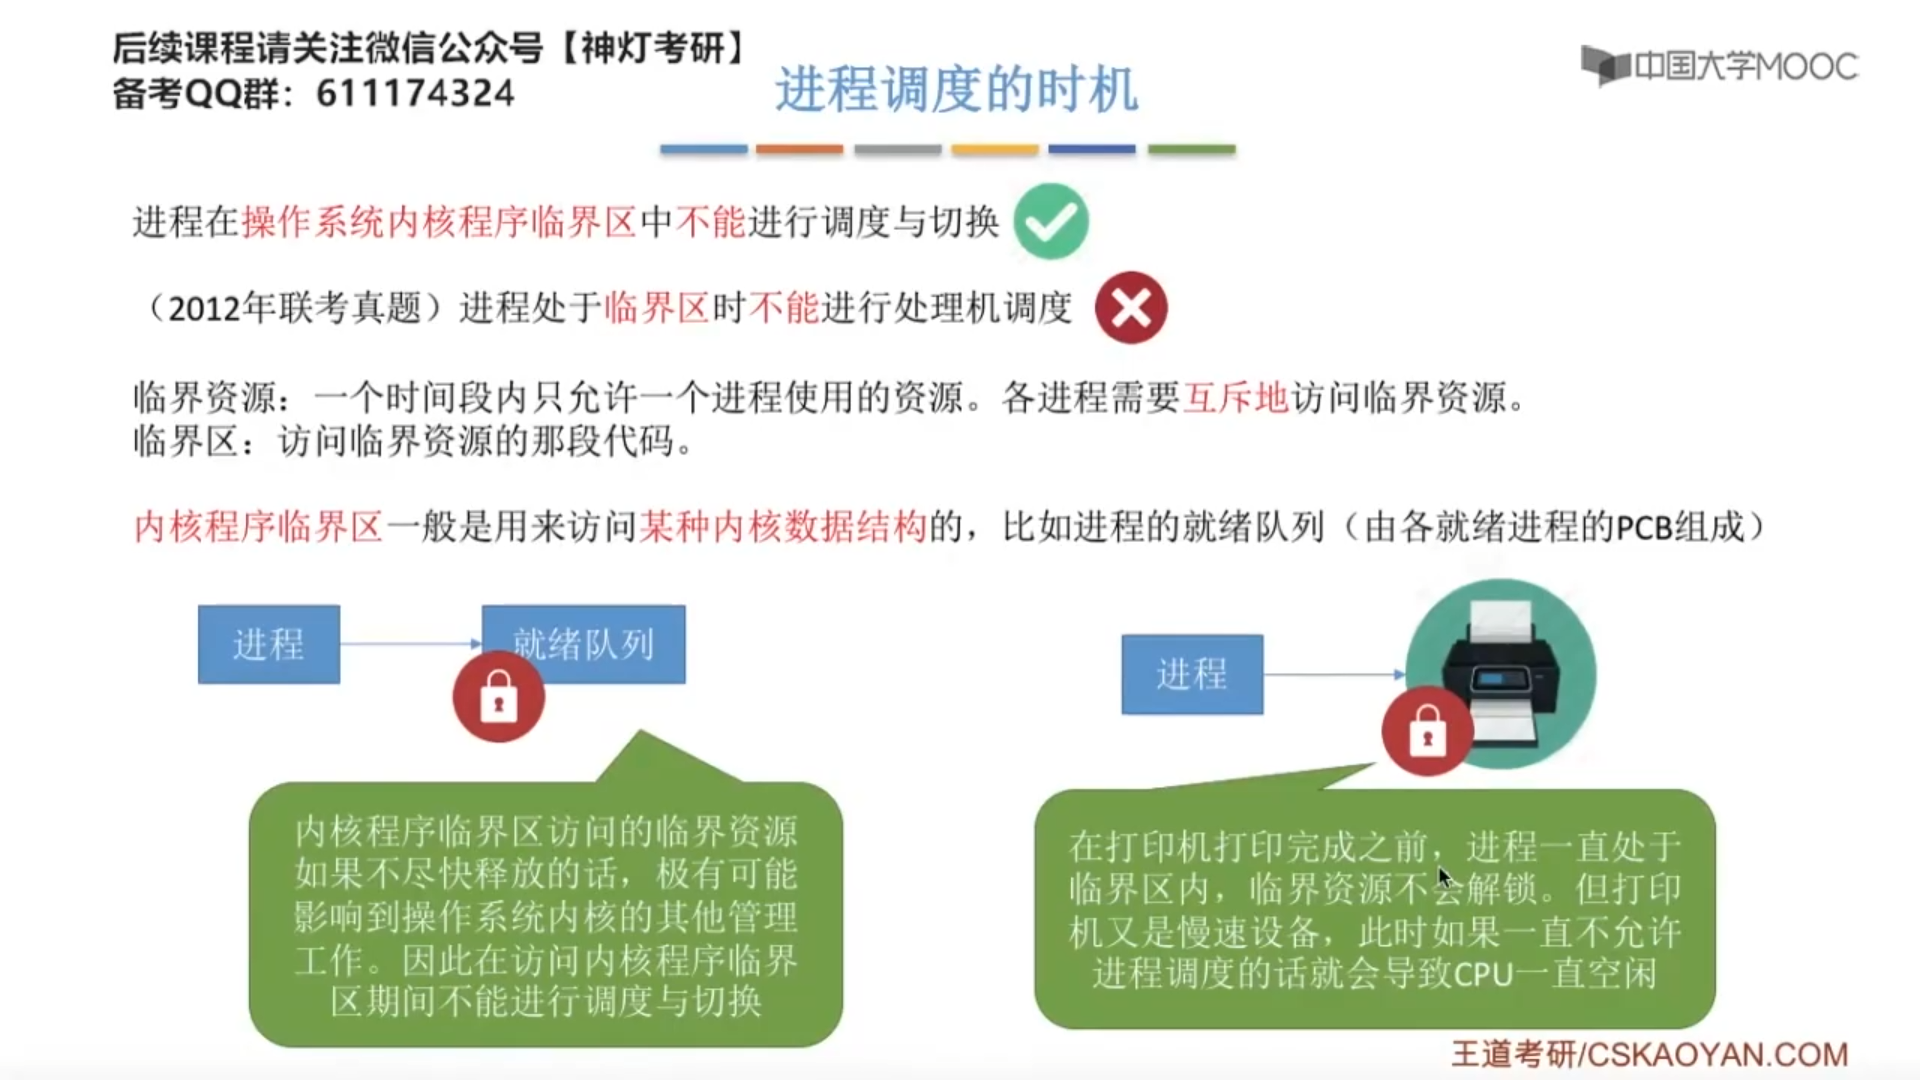 后续课程请关注微信公众号【神灯考研】
备考QQ群：611174324
中国大学MOOC
进程调度的时机
进程在操作系统内核程序临界区中不能进行调度与切换
（2012年联考真题）进程处于临界区时不能进行处理机调度
临界资源：一个时间段内只允许一个进程使用的资源。各进程需要互斥地访问临界资源。
临界区：访问临界资源的那段代码。
内核程序临界区一般是用来访问某种内核数据结构的，比如进程的就绪队列（由各就绪进程的PCB组成）
进程
就绪队列
内核程序临界区访问的临界资源
如果不尽快释放的话，极有可能
影响到操作系统内核的其他管理
工作。因此在访问内核程序临界
区期间不能进行调度与切换
进程
在打印机打印完成之前，进程一直处于
临界区内，临界资源不会解锁。但打印
机又是慢速设备，此时如果一直不允许
进程调度的话就会导致CPU一直空闲
王道考研/CSKAOYAN.COM